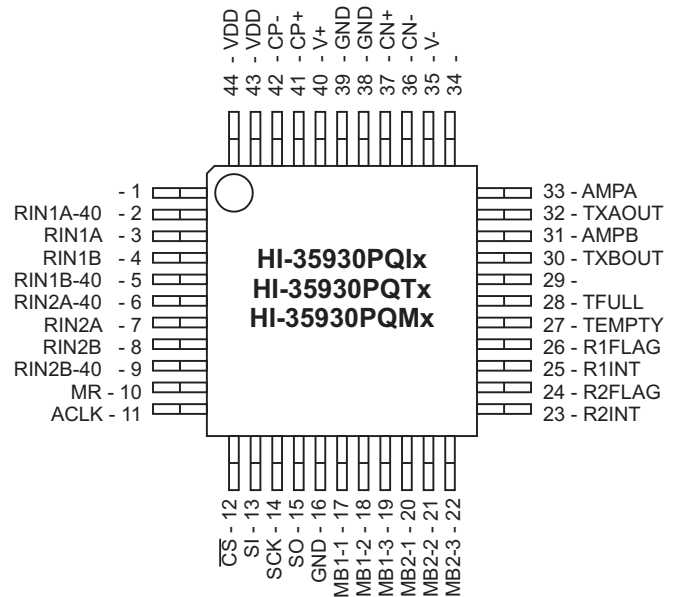 44 - VDD
43 - VDD
42 - CP-
41 - CP+
40 - V+
39 - GND
38 - GND
37 - CN+
36 - CN-
35 - V-
34 -
- 1
RIN1A-40 - 2
RIN1A - 3
RIN1B - 4
RIN1B-40 - 5
RIN2A-40 - 6
RIN2A - 7
RIN2B - 8
RIN2B-40 - 9
MR - 10
ACLK - 11
HI-35930PQIx
HI-35930PQTx
HI-35930PQMx
33 - AMPA
32 - TXAOUT
31 - AMPB
30 - TXBOUT
29 -
28 - TFULL
27 - TEMPTY
26 - R1FLAG
25 - R1INT
24 - R2FLAG
23 - R2INT
C̅S̅ - 12
SI - 13
SCK - 14
SO - 15
GND - 16
MB1-1 - 17
MB1-2 - 18
MB1-3 - 19
MB2-1 - 20
MB2-2 - 21
MB2-3 - 22